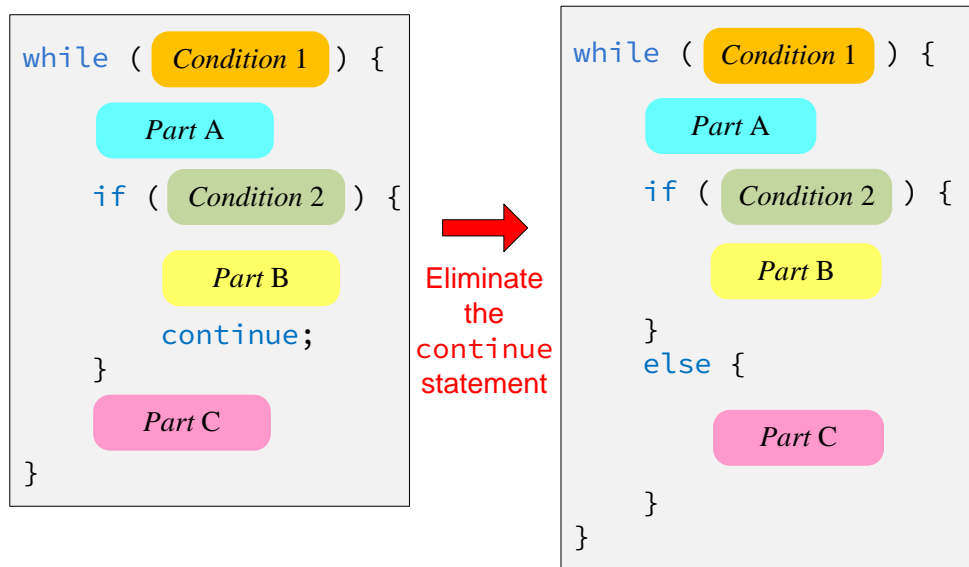 while ( Condition 1 ) {
Part A
if ( Condition 2 ) {
Part B
continue;
}
Part C
}
Eliminate
the
continue
statement
while ( Condition 1 ) {
Part A
if ( Condition 2 ) {
Part B
}
else {
Part C
}
}